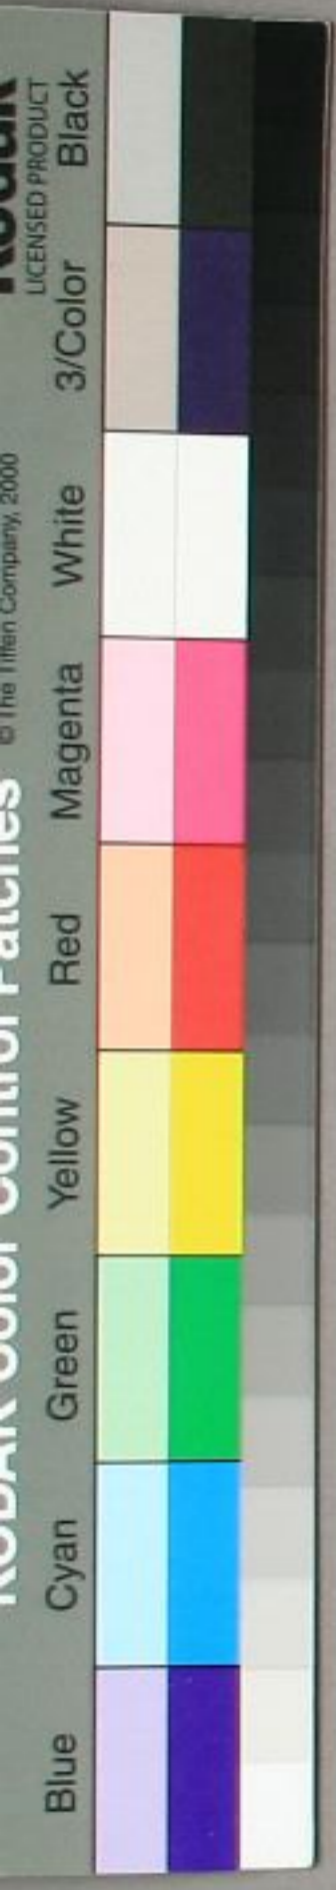 Kodak
LICENSED PRODUCT
© The Tiffen Company, 2000
KODAK Color Control Patches
Blue
Cyan
Green
Yellow
Red
Magenta
White
3/Color
Black